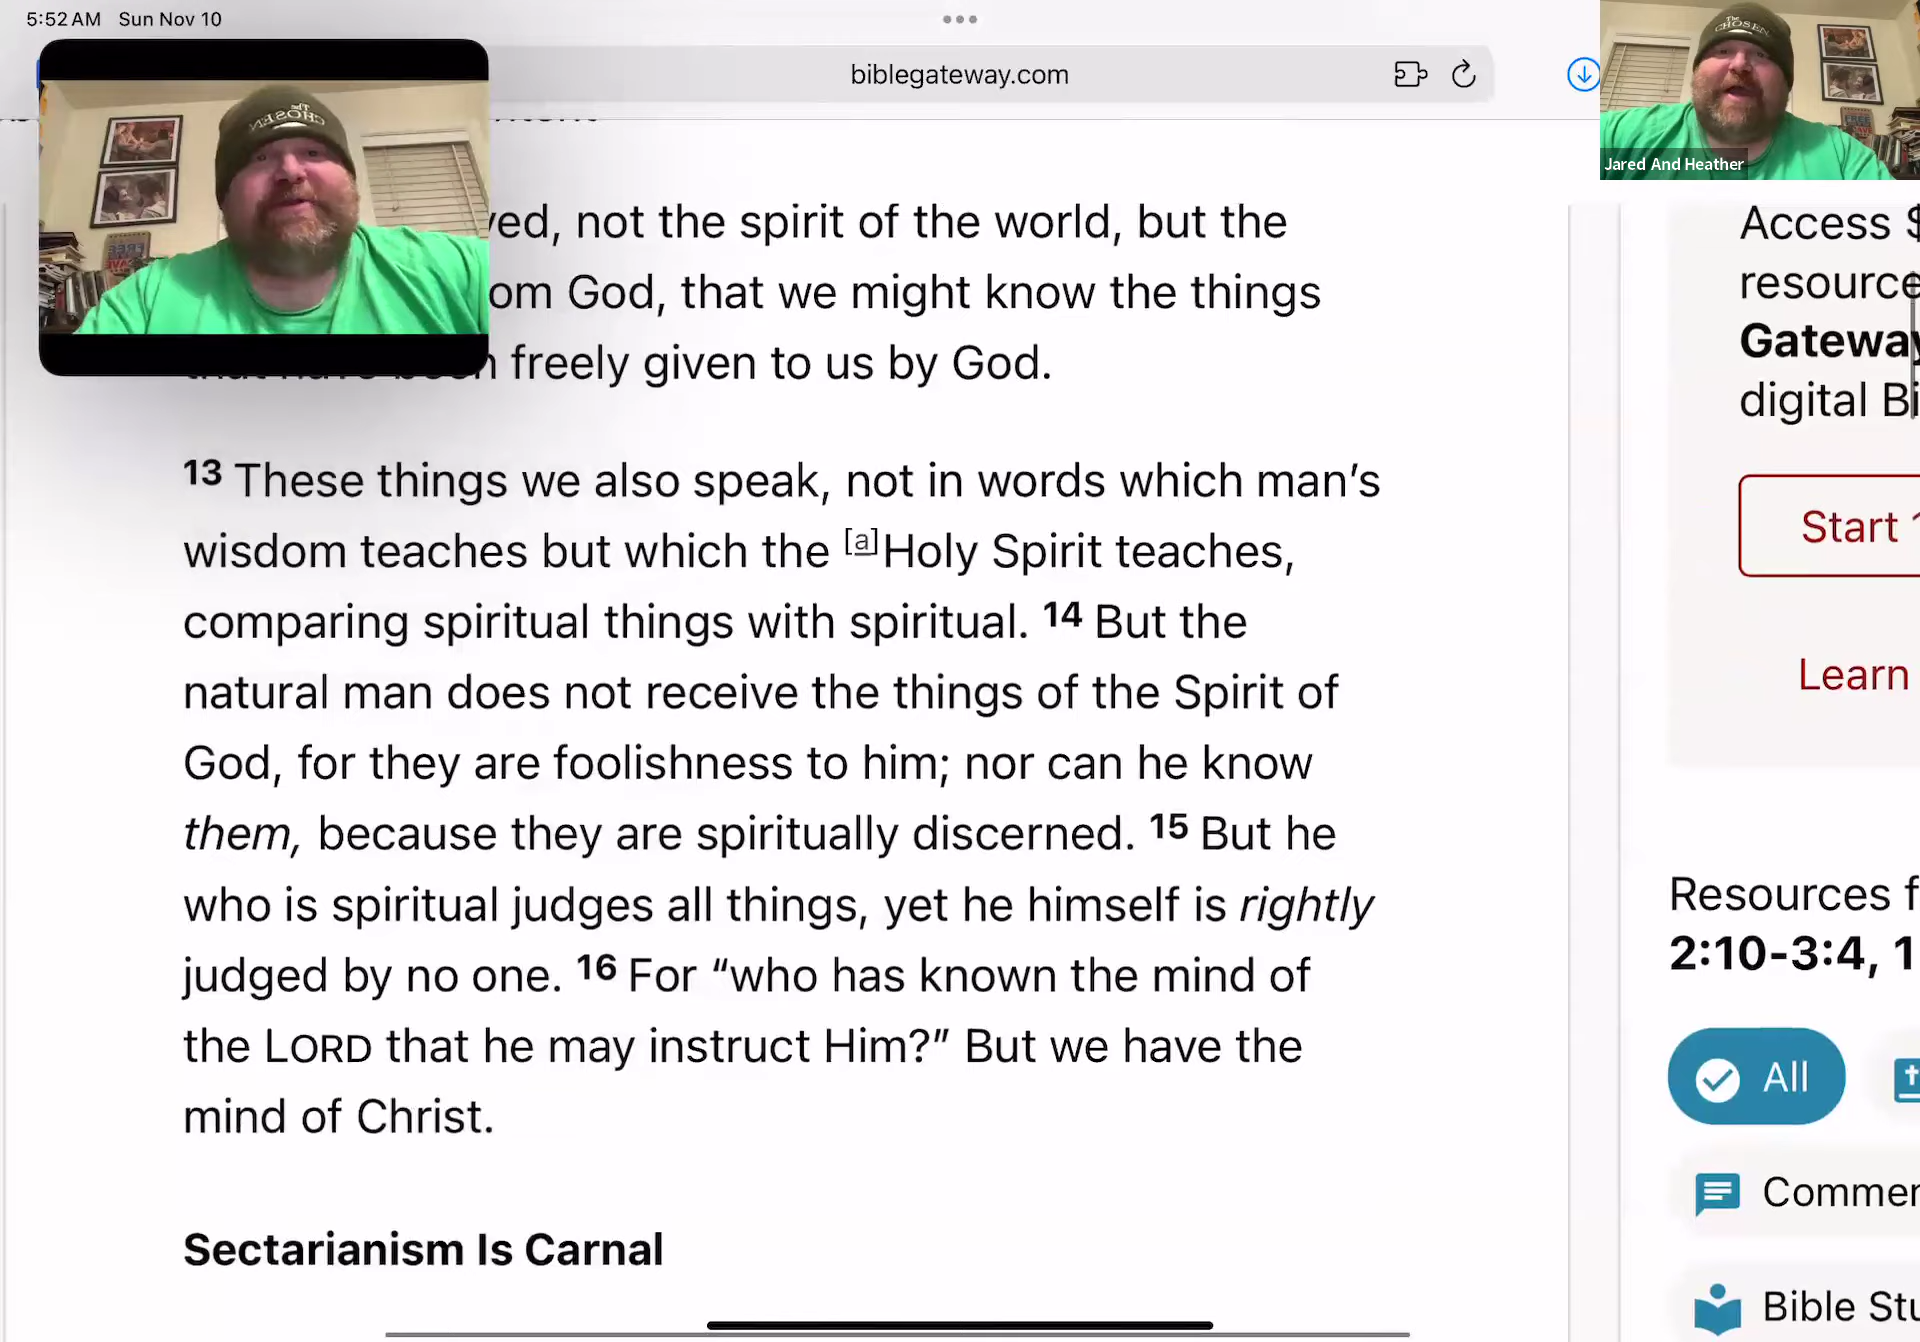 5:52 AM Sun Nov 10
biblegateway.com
The
CHOSEN
Jared And Heather
The
CHOSEN
FREE
not the spirit of the world, but the
God, that we might know the things
freely given to us by God.
13 These things we also speak, not in words which man’s
wisdom teaches but which the [a]Holy Spirit teaches,
comparing spiritual things with spiritual. 14 But the
natural man does not receive the things of the Spirit of
God, for they are foolishness to him; nor can he know
them, because they are spiritually discerned. 15 But he
who is spiritual judges all things, yet he himself is rightly
judged by no one. 16 For “who has known the mind of
the LORD that he may instruct Him?” But we have the
mind of Christ.
Sectarianism Is Carnal
Access $
resource
Gateway
digital Bi
Start
Learn
Resources f
2:10-3:4, 1
All
Commen
Bible Stu